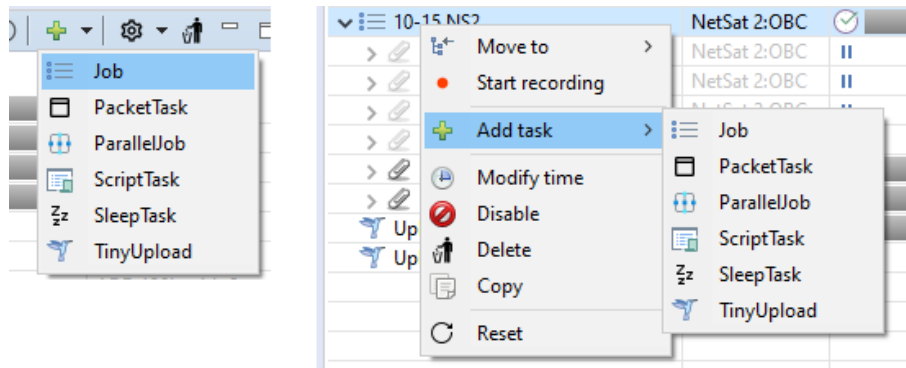 Job
PacketTask
ParallelJob
ScriptTask
SleepTask
TinyUpload
10-15 NS2 NetSat 2:OBC
NetSat 2:OBC
NetSat 2:OBC
Move to
Start recording
Add task
Modify time
Disable
Delete
Copy
Reset
Up
Up
Job
PacketTask
ParallelJob
ScriptTask
SleepTask
TinyUpload